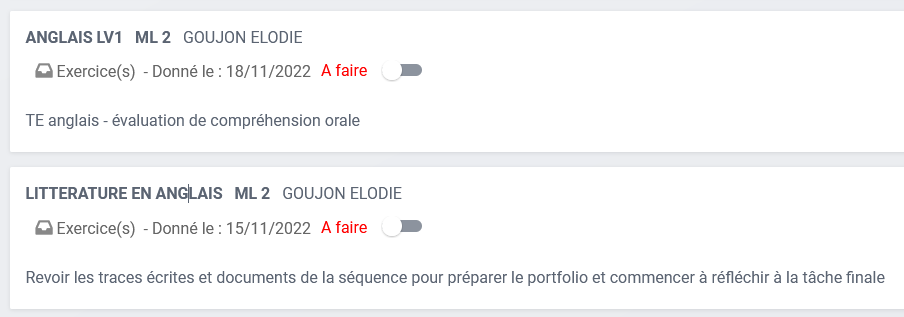 ANGLAIS LV1 ML 2 GOUJON ELODIE
Exercice(s) - Donné le : 18/11/2022 A faire
TE anglais - évaluation de compréhension orale
LITTERATURE EN ANGLAIS ML 2 GOUJON ELODIE
Exercice(s) - Donné le : 15/11/2022 A faire
Revoir les traces écrites et documents de la séquence pour préparer le portfolio et commencer à réfléchir à la tâche finale